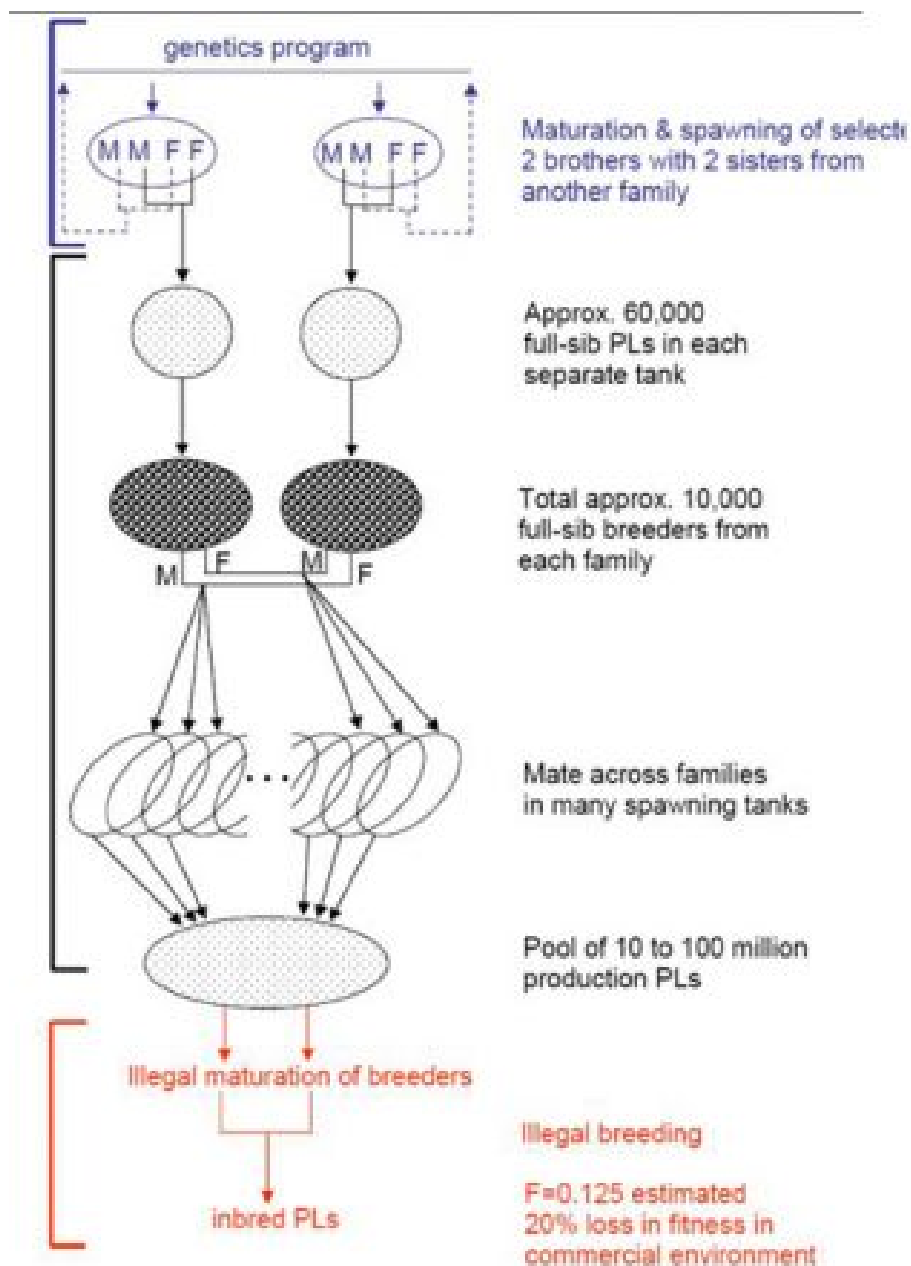 genetics program
M M F F
M M F F
Maturation & spawning of selecte
2 brothers with 2 sisters from
another family
Approx. 60,000
full-sib PLs in each
separate tank
Total approx. 10,000
full-sib breeders from
each family
M F M F
Mate across families
in many spawning tanks
. . .
Pool of 10 to 100 million
production PLs
Illegal maturation of breeders
Illegal breeding
inbred PLs
F=0.125 estimated
20% loss in fitness in
commercial environment